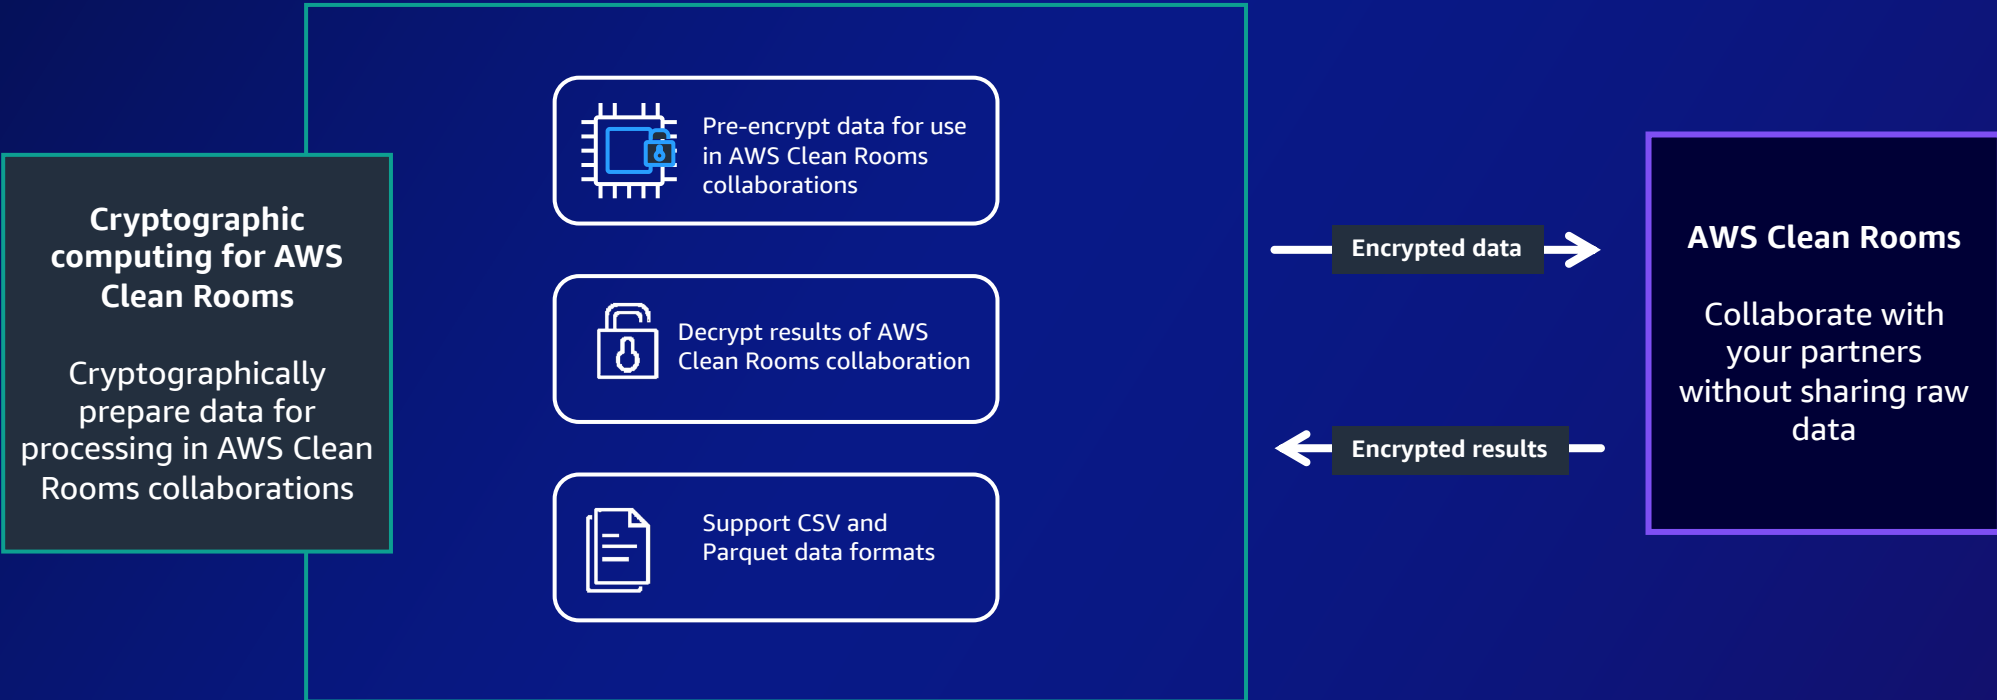 Cryptographic
computing for AWS
Clean Rooms
Cryptographically
prepare data for
processing in AWS Clean
Rooms collaborations
Pre-encrypt data for use
in AWS Clean Rooms
collaborations
Decrypt results of AWS
Clean Rooms collaboration
Support CSV and
Parquet data formats
Encrypted data
Encrypted results
AWS Clean Rooms
Collaborate with
your partners
without sharing raw
data